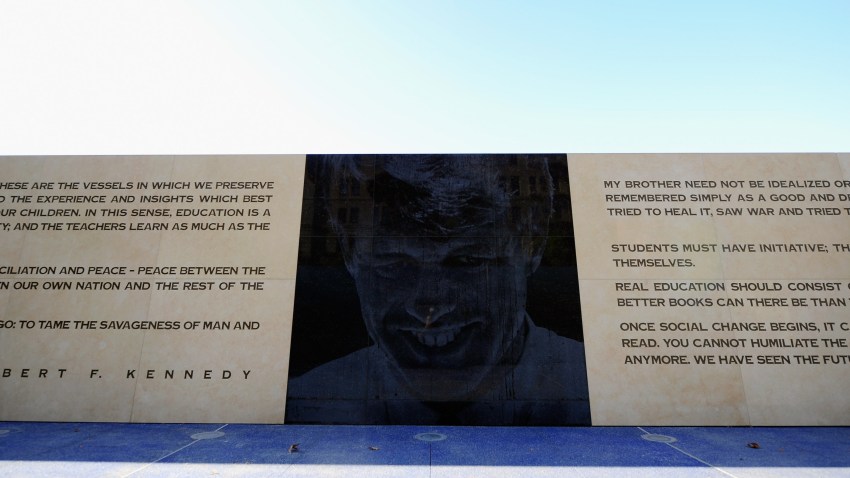 HESE ARE THE VESSELS IN WHICH WE PRESERVE
D THE EXPERIENCE AND INSIGHTS WHICH BEST
UR CHILDREN. IN THIS SENSE, EDUCATION IS A
TY; AND THE TEACHERS LEARN AS MUCH AS THE
CILIATION AND PEACE - PEACE BETWEEN THE
N OUR OWN NATION AND THE REST OF THE
GO: TO TAME THE SAVAGENESS OF MAN AND
BERT F. KENNEDY
MY BROTHER NEED NOT BE IDEALIZED OR
REMEMBERED SIMPLY AS A GOOD AND DE
TRIED TO HEAL IT, SAW WAR AND TRIED T
STUDENTS MUST HAVE INITIATIVE; TH
THEMSELVES.
REAL EDUCATION SHOULD CONSIST O
BETTER BOOKS CAN THERE BE THAN
ONCE SOCIAL CHANGE BEGINS, IT CA
READ. YOU CANNOT HUMILIATE THE
ANYMORE. WE HAVE SEEN THE FUTU